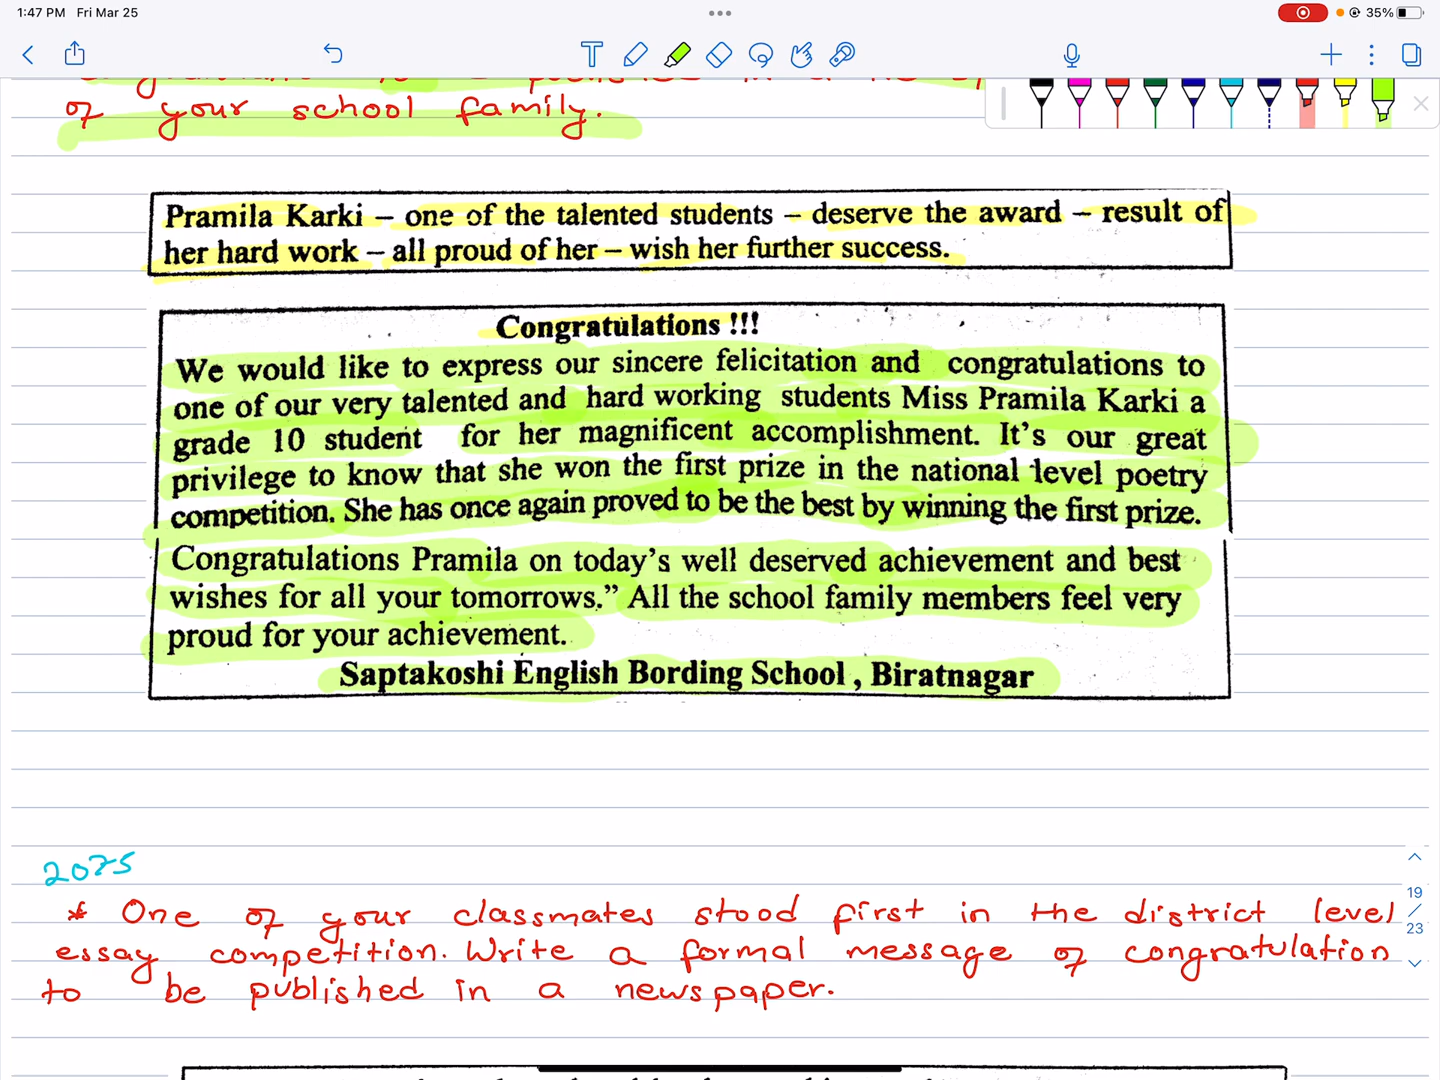 1:47 PM Fri Mar 25
35%
of your school family.
Pramila Karki – one of the talented students – deserve the award – result of
her hard work – all proud of her – wish her further success.
Congratulations !!!
We would like to express our sincere felicitation and congratulations to
one of our very talented and hard working students Miss Pramila Karki a
grade 10 student for her magnificent accomplishment. It's our great
privilege to know that she won the first prize in the national level poetry
competition. She has once again proved to be the best by winning the first prize.
Congratulations Pramila on today's well deserved achievement and best
wishes for all your tomorrows." All the school family members feel very
proud for your achievement.
Saptakoshi English Bording School , Biratnagar
2075
* One of your classmates stood first in the district level
essay competition. Write a formal message of congratulation
to be published in a newspaper.
19
/
23